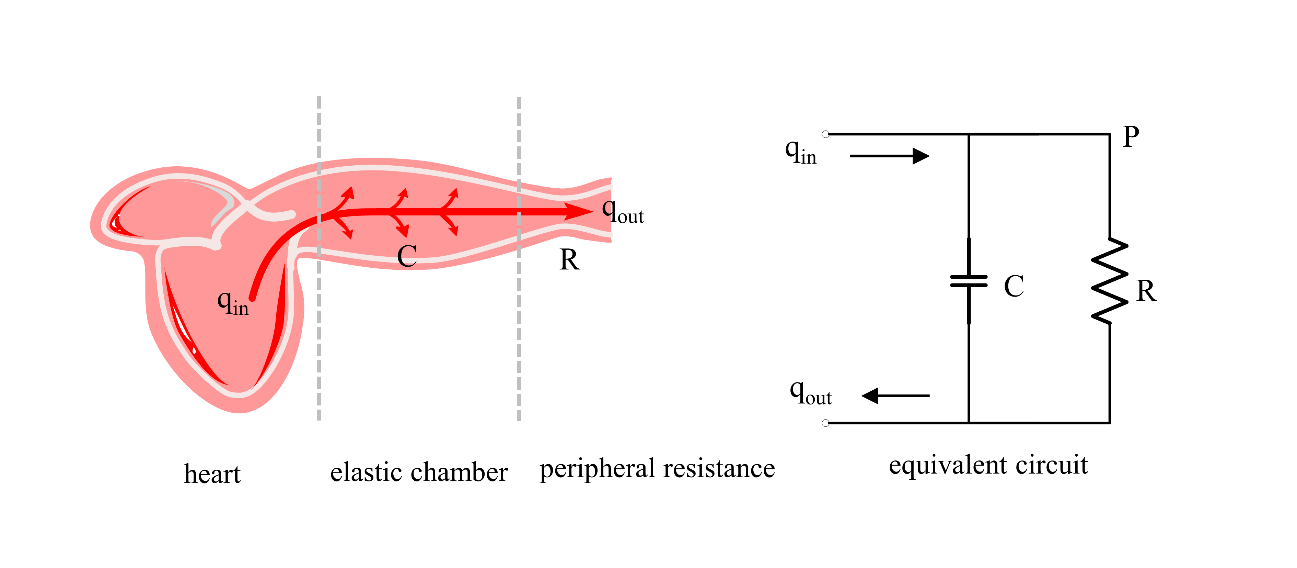 q_in
C
R
q_out
heart
elastic chamber
peripheral resistance
q_in
P
C
R
q_out
equivalent circuit